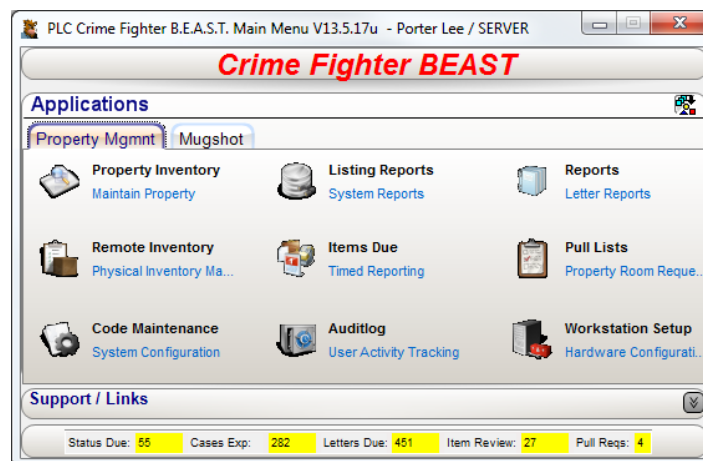 PLC Crime Fighter B.E.A.S.T. Main Menu V13.5.17u - Porter Lee / SERVER
Crime Fighter BEAST
Applications
Property Mgmnt Mugshot
Property Inventory Listing Reports Reports
Maintain Property System Reports Letter Reports
Remote Inventory Items Due Pull Lists
Physical Inventory Ma... Timed Reporting Property Room Reque...
Code Maintenance Auditlog Workstation Setup
System Configuration User Activity Tracking Hardware Configurati...
Support / Links
Status Due: 55 Cases Exp: 282 Letters Due: 451 Item Review: 27 Pull Reqs: 4